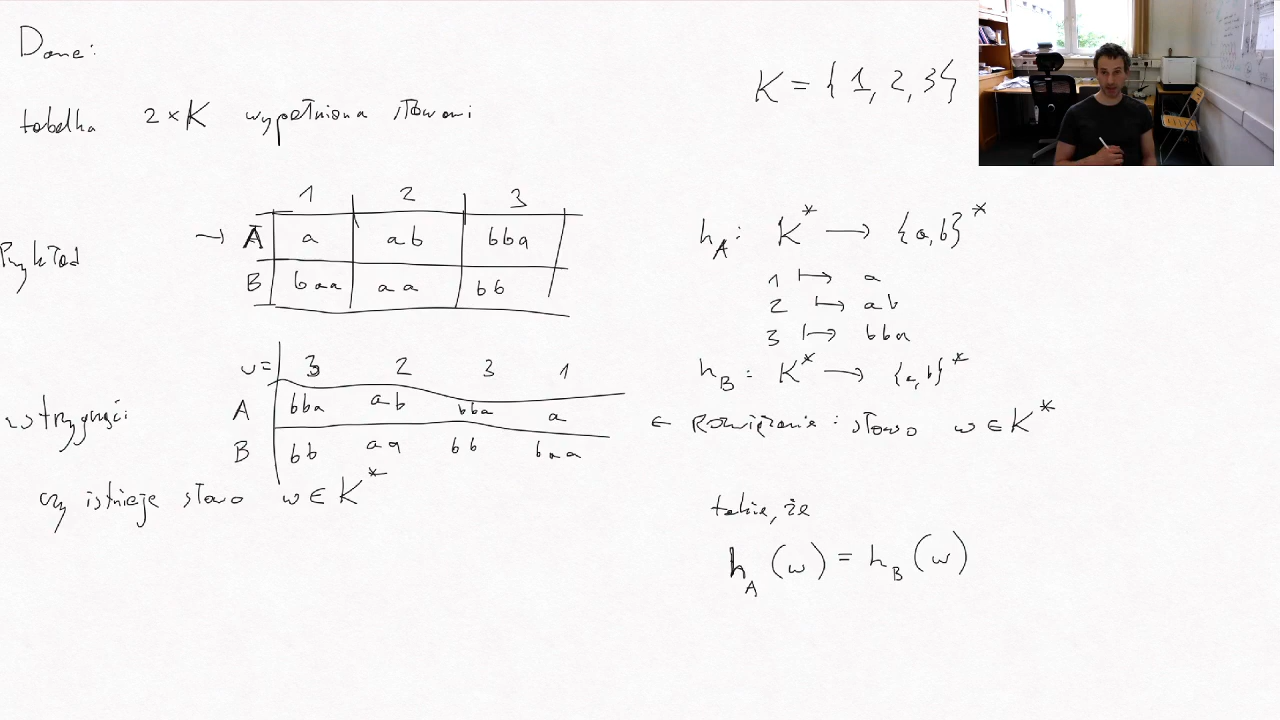 Dane:
K = { 1, 2, 3 }
tabelka 2 × K wypełniona słowami
1 2 3
→ A a ab bba
Przykład
B baa aa bb
h_A : K* → {a,b}*
1 ↦ a
2 ↦ ab
3 ↦ bba
h_B : K* → {a,b}*
w = 3 2 3 1
A bba ab bba a
B bb aa bb baa
← Rozwiązanie : słowo w ∈ K*
czy istnieje słowo w ∈ K*
takie, że
h_A (w) = h_B (w)